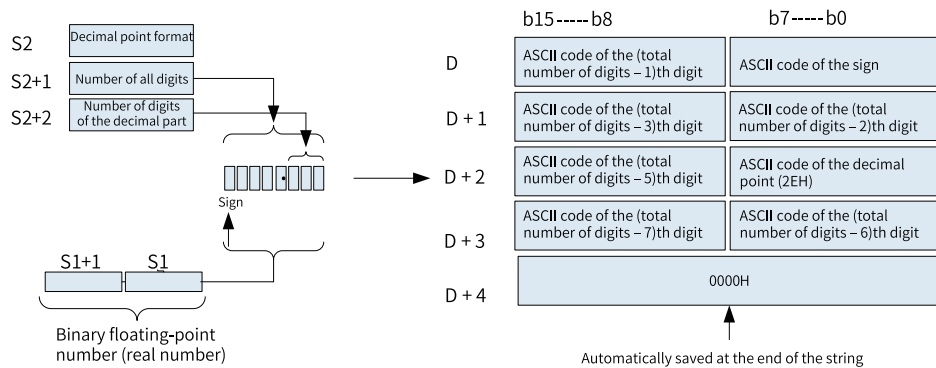 S2
Decimal point format
S2+1
Number of all digits
S2+2
Number of digits
of the decimal part
Sign
S1+1
S1
Binary floating-point
number (real number)
b15-----b8
b7-----b0
D
ASCII code of the (total
number of digits – 1)th digit
ASCII code of the sign
D + 1
ASCII code of the (total
number of digits – 3)th digit
ASCII code of the (total
number of digits – 2)th digit
D + 2
ASCII code of the (total
number of digits – 5)th digit
ASCII code of the decimal
point (2EH)
D + 3
ASCII code of the (total
number of digits – 7)th digit
ASCII code of the (total
number of digits – 6)th digit
D + 4
0000H
Automatically saved at the end of the string